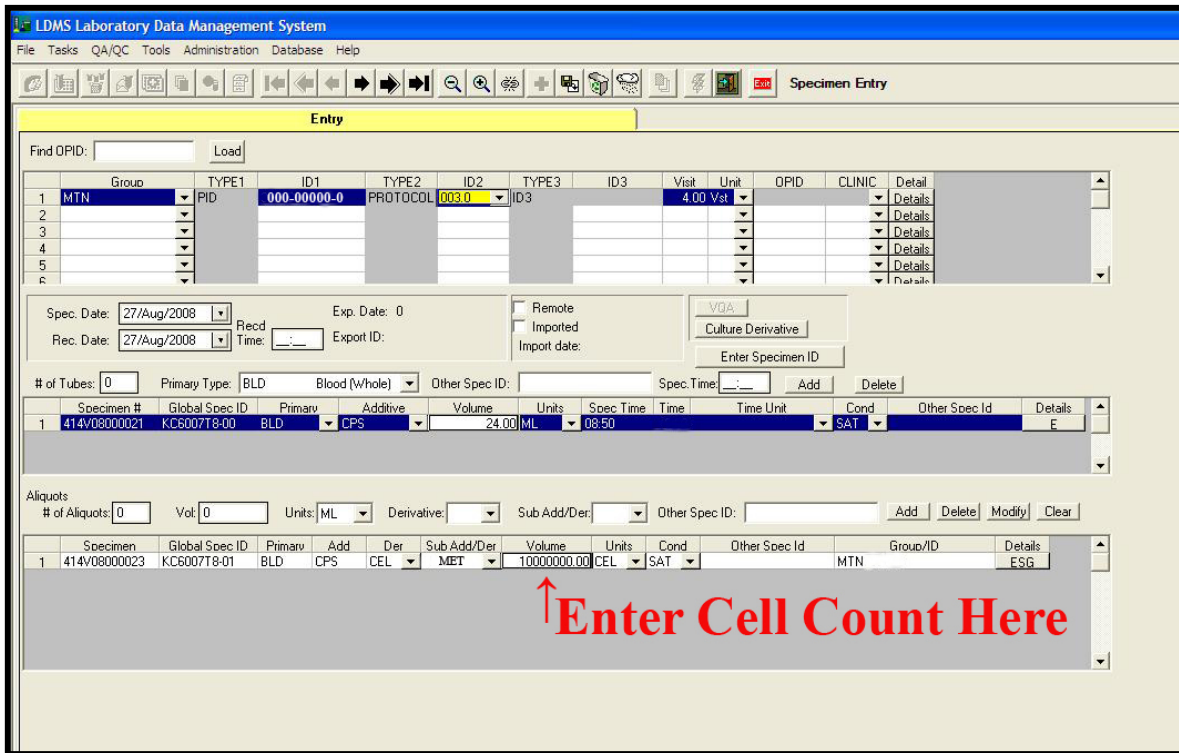 LDMS Laboratory Data Management System
File Tasks QA/QC Tools Administration Database Help
Exit Specimen Entry
Entry
Find OPID: Load
Group TYPE1 ID1 TYPE2 ID2 TYPE3 ID3 Visit Unit OPID CLINIC Detail
1 MTN PID 000-00000-0 PROTOCOL 003.0 ID3 4.00 Vst Details
2 Details
3 Details
4 Details
5 Details
6 Details
Spec. Date: 27/Aug/2008 Recd Time: __:__ Exp. Date: 0 Remote VQA
Rec. Date: 27/Aug/2008 Export ID: Imported Culture Derivative
Import date: Enter Specimen ID
# of Tubes: 0 Primary Type: BLD Blood (Whole) Other Spec ID: Spec.Time: __:__ Add Delete
Specimen # Global Spec ID Primary Additive Volume Units Spec Time Time Time Unit Cond Other Spec Id Details
1 414V08000021 KC6007T8-00 BLD CPS 24.00 ML 08:50 SAT E
Aliquots
# of Aliquots: 0 Vol: 0 Units: ML Derivative: Sub Add/Der: Other Spec ID: Add Delete Modify Clear
Specimen Global Spec ID Primary Add Der Sub Add/Der Volume Units Cond Other Spec Id Group/ID Details
1 414V08000023 KC6007T8-01 BLD CPS CEL MET 10000000.00 CEL SAT MTN ESG
↑Enter Cell Count Here